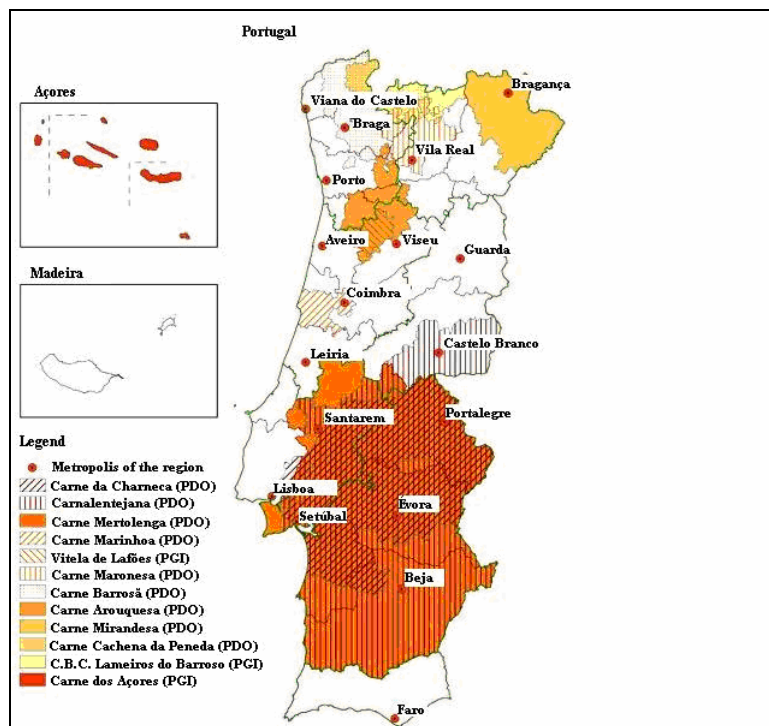 Portugal
Açores
Bragança
Viana do Castelo
Braga
Vila Real
Porto
Aveiro
Viseu
Guarda
Madeira
Coimbra
Castelo Branco
Leiria
Santarem
Portalegre
Legend
Metropolis of the region
Carne da Charneca (PDO)
Lisboa
Carnalentejana (PDO)
Évora
Setúbal
Carne Mertolenga (PDO)
Carne Marinhoa (PDO)
Vitela de Lafões (PGI)
Carne Maronesa (PDO)
Beja
Carne Barrosã (PDO)
Carne Arouquesa (PDO)
Carne Mirandesa (PDO)
Carne Cachena da Peneda (PDO)
C.B.C. Lameiros do Barroso (PGI)
Carne dos Açores (PGI)
Faro